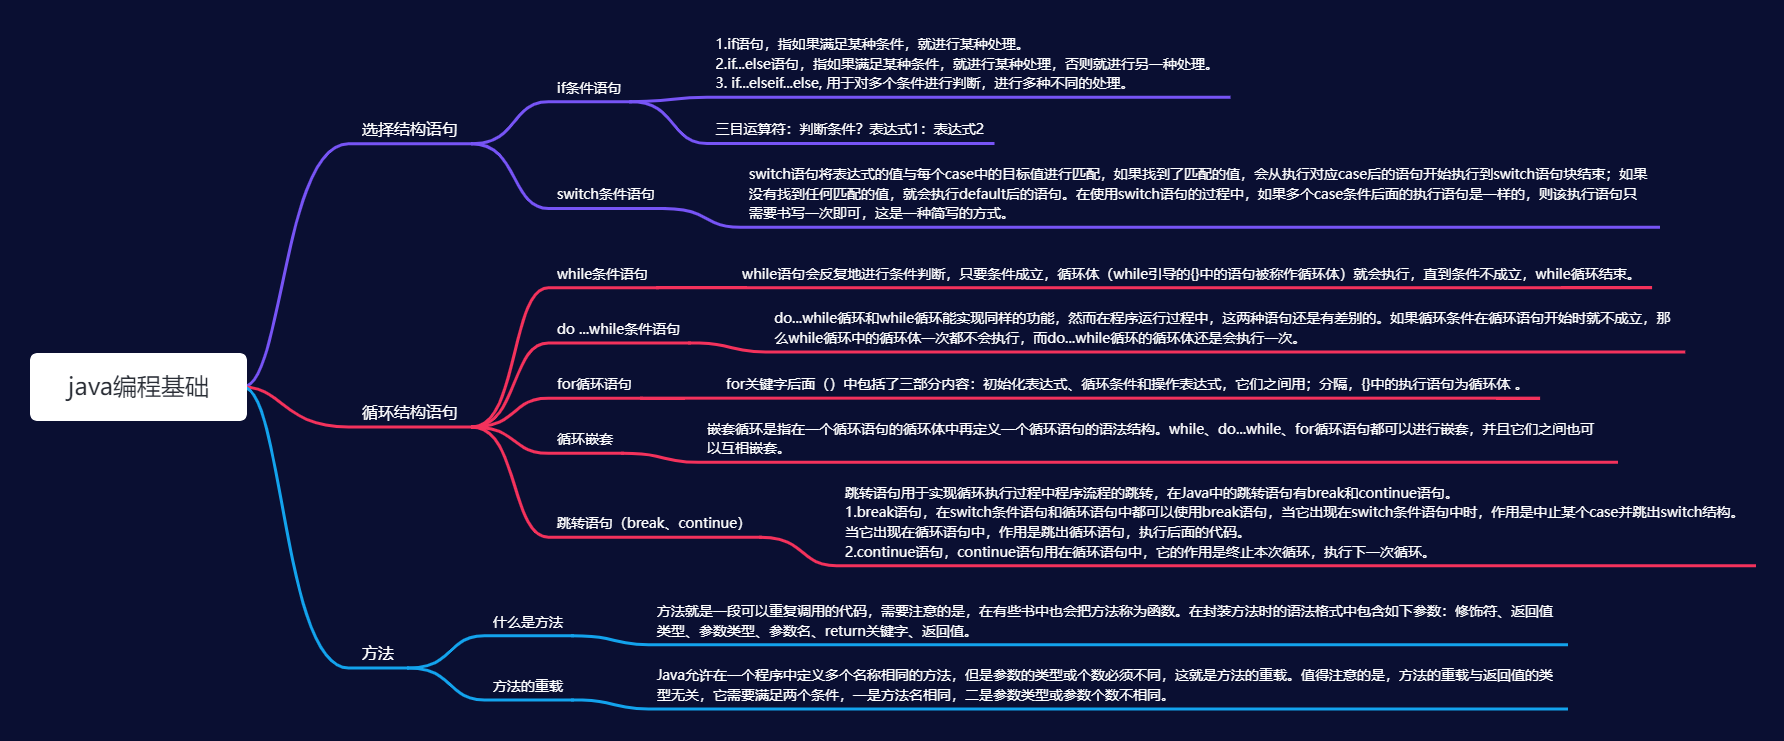 java编程基础
选择结构语句
if条件语句
1.if语句，指如果满足某种条件，就进行某种处理。
2.if...else语句，指如果满足某种条件，就进行某种处理，否则就进行另一种处理。
3. if...elseif...else, 用于对多个条件进行判断，进行多种不同的处理。
三目运算符：判断条件？表达式1：表达式2
switch条件语句
switch语句将表达式的值与每个case中的目标值进行匹配，如果找到了匹配的值，会从执行对应case后的语句开始执行到switch语句块结束；如果
没有找到任何匹配的值，就会执行default后的语句。在使用switch语句的过程中，如果多个case条件后面的执行语句是一样的，则该执行语句只
需要书写一次即可，这是一种简写的方式。
循环结构语句
while条件语句
while语句会反复地进行条件判断，只要条件成立，循环体（while引导的{}中的语句被称作循环体）就会执行，直到条件不成立，while循环结束。
do ...while条件语句
do...while循环和while循环能实现同样的功能，然而在程序运行过程中，这两种语句还是有差别的。如果循环条件在循环语句开始时就不成立，那
么while循环中的循环体一次都不会执行，而do...while循环的循环体还是会执行一次。
for循环语句
for关键字后面（）中包括了三部分内容：初始化表达式、循环条件和操作表达式，它们之间用；分隔，{}中的执行语句为循环体 。
循环嵌套
嵌套循环是指在一个循环语句的循环体中再定义一个循环语句的语法结构。while、do...while、for循环语句都可以进行嵌套，并且它们之间也可
以互相嵌套。
跳转语句（break、continue）
跳转语句用于实现循环执行过程中程序流程的跳转，在Java中的跳转语句有break和continue语句。
1.break语句，在switch条件语句和循环语句中都可以使用break语句，当它出现在switch条件语句中时，作用是中止某个case并跳出switch结构。
当它出现在循环语句中，作用是跳出循环语句，执行后面的代码。
2.continue语句，continue语句用在循环语句中，它的作用是终止本次循环，执行下一次循环。
方法
什么是方法
方法就是一段可以重复调用的代码，需要注意的是，在有些书中也会把方法称为函数。在封装方法时的语法格式中包含如下参数：修饰符、返回值
类型、参数类型、参数名、return关键字、返回值。
方法的重载
Java允许在一个程序中定义多个名称相同的方法，但是参数的类型或个数必须不同，这就是方法的重载。值得注意的是，方法的重载与返回值的类
型无关，它需要满足两个条件，一是方法名相同，二是参数类型或参数个数不相同。